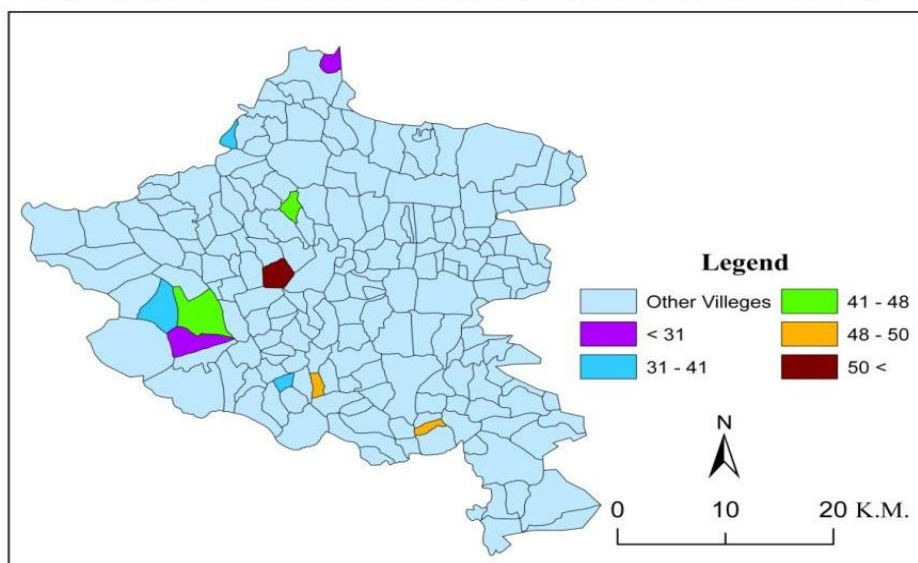 Legend
Other Villeges
< 31
31 - 41
41 - 48
48 - 50
50 <
N
0 10 20 K.M.